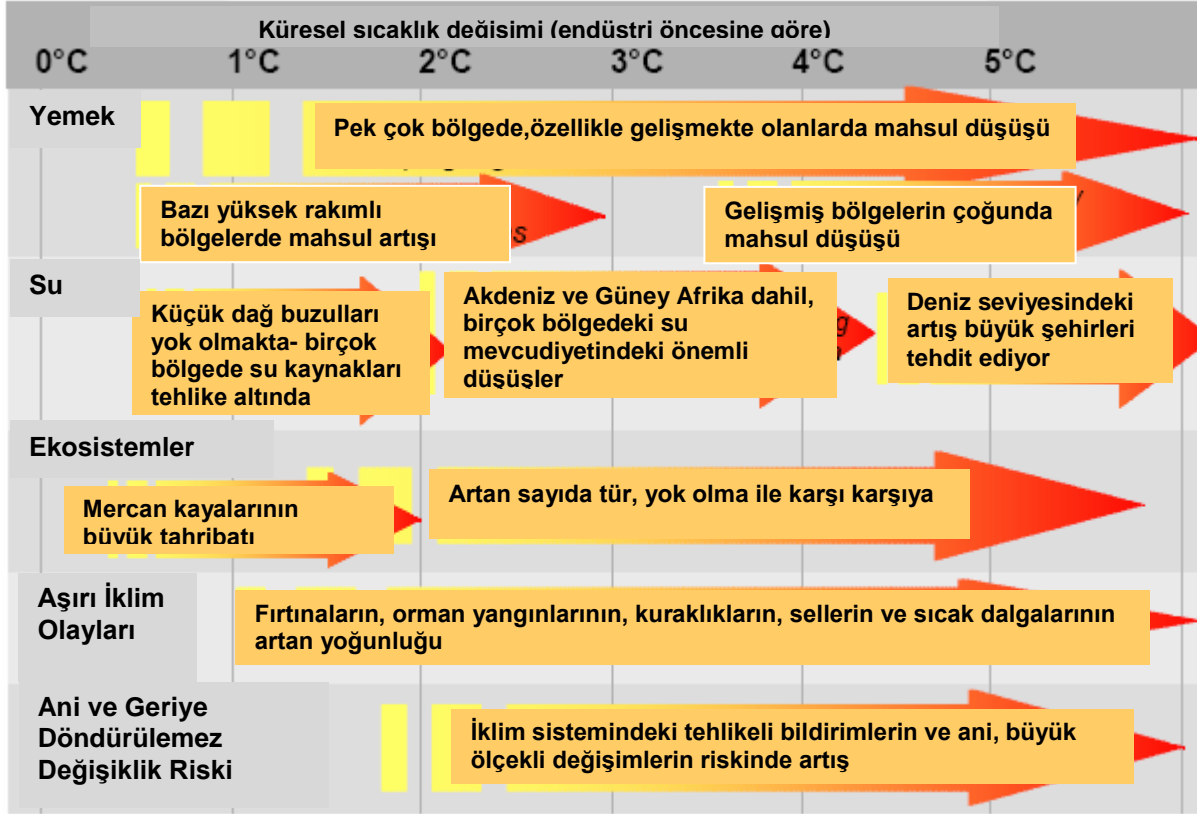 Küresel sıcaklık değişimi (endüstri öncesine göre)
0°C 1°C 2°C 3°C 4°C 5°C
Yemek
Pek çok bölgede,özellikle gelişmekte olanlarda mahsul düşüşü
Bazı yüksek rakımlı
bölgelerde mahsul artışı
Gelişmiş bölgelerin çoğunda
mahsul düşüşü
Su
Küçük dağ buzulları
yok olmakta- birçok
bölgede su kaynakları
tehlike altında
Akdeniz ve Güney Afrika dahil,
birçok bölgedeki su
mevcudiyetindeki önemli
düşüşler
Deniz seviyesindeki
artış büyük şehirleri
tehdit ediyor
Ekosistemler
Mercan kayalarının
büyük tahribatı
Artan sayıda tür, yok olma ile karşı karşıya
Aşırı İklim
Olayları
Fırtınaların, orman yangınlarının, kuraklıkların, sellerin ve sıcak dalgalarının
artan yoğunluğu
Ani ve Geriye
Döndürülemez
Değişiklik Riski
İklim sistemindeki tehlikeli bildirimlerin ve ani, büyük
ölçekli değişimlerin riskinde artış